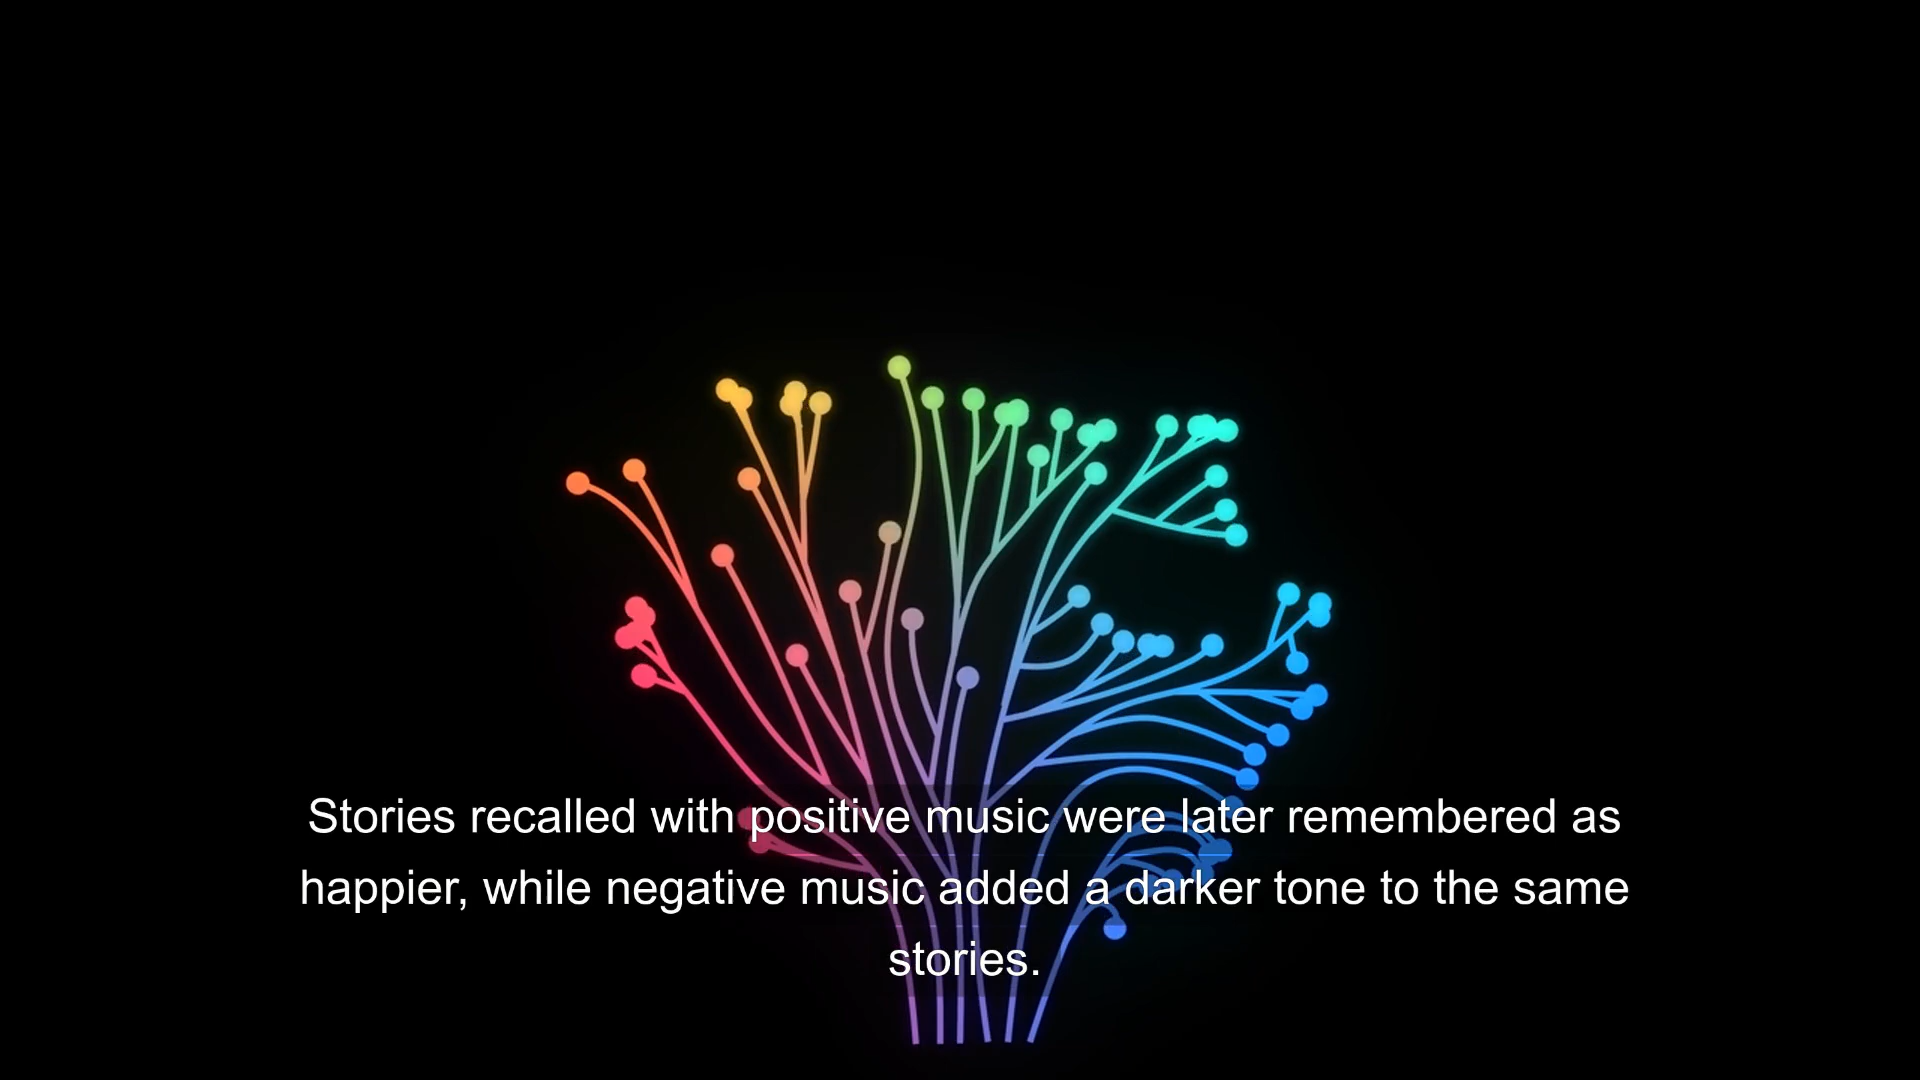 Stories recalled with positive music were later remembered as
happier, while negative music added a darker tone to the same
stories.